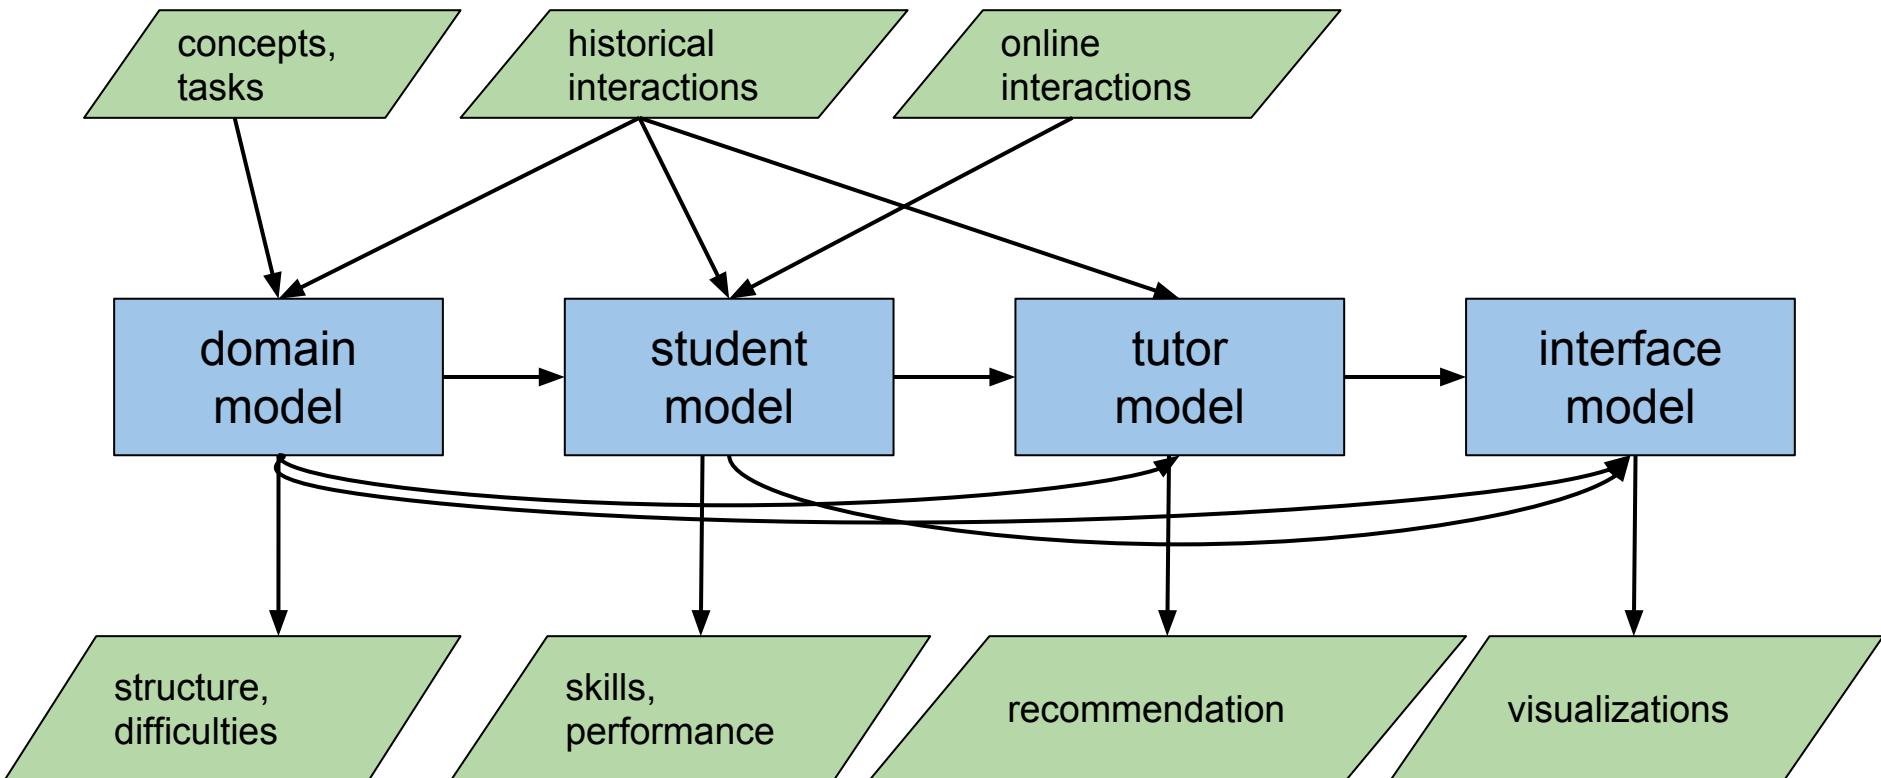 concepts,
tasks
historical
interactions
online
interactions
domain
model
student
model
tutor
model
interface
model
structure,
difficulties
skills,
performance
recommendation
visualizations